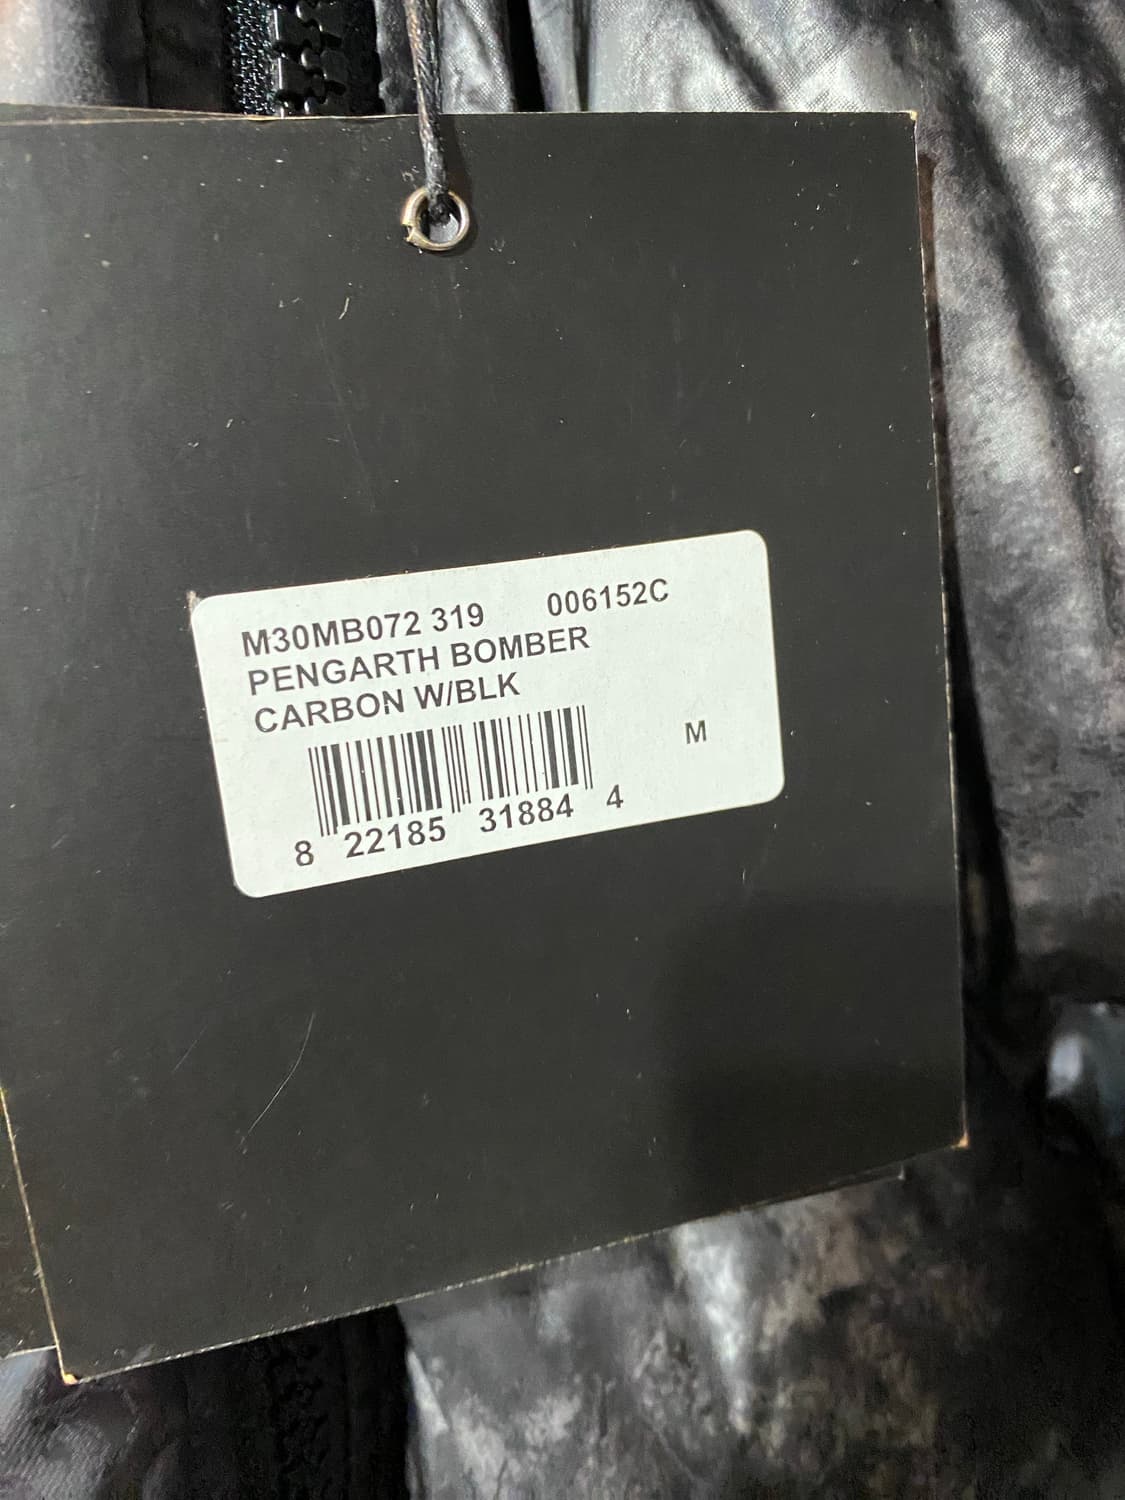 M30MB072 319 006152C
PENGARTH BOMBER
CARBON W/BLK
M
8 22185 31884 4